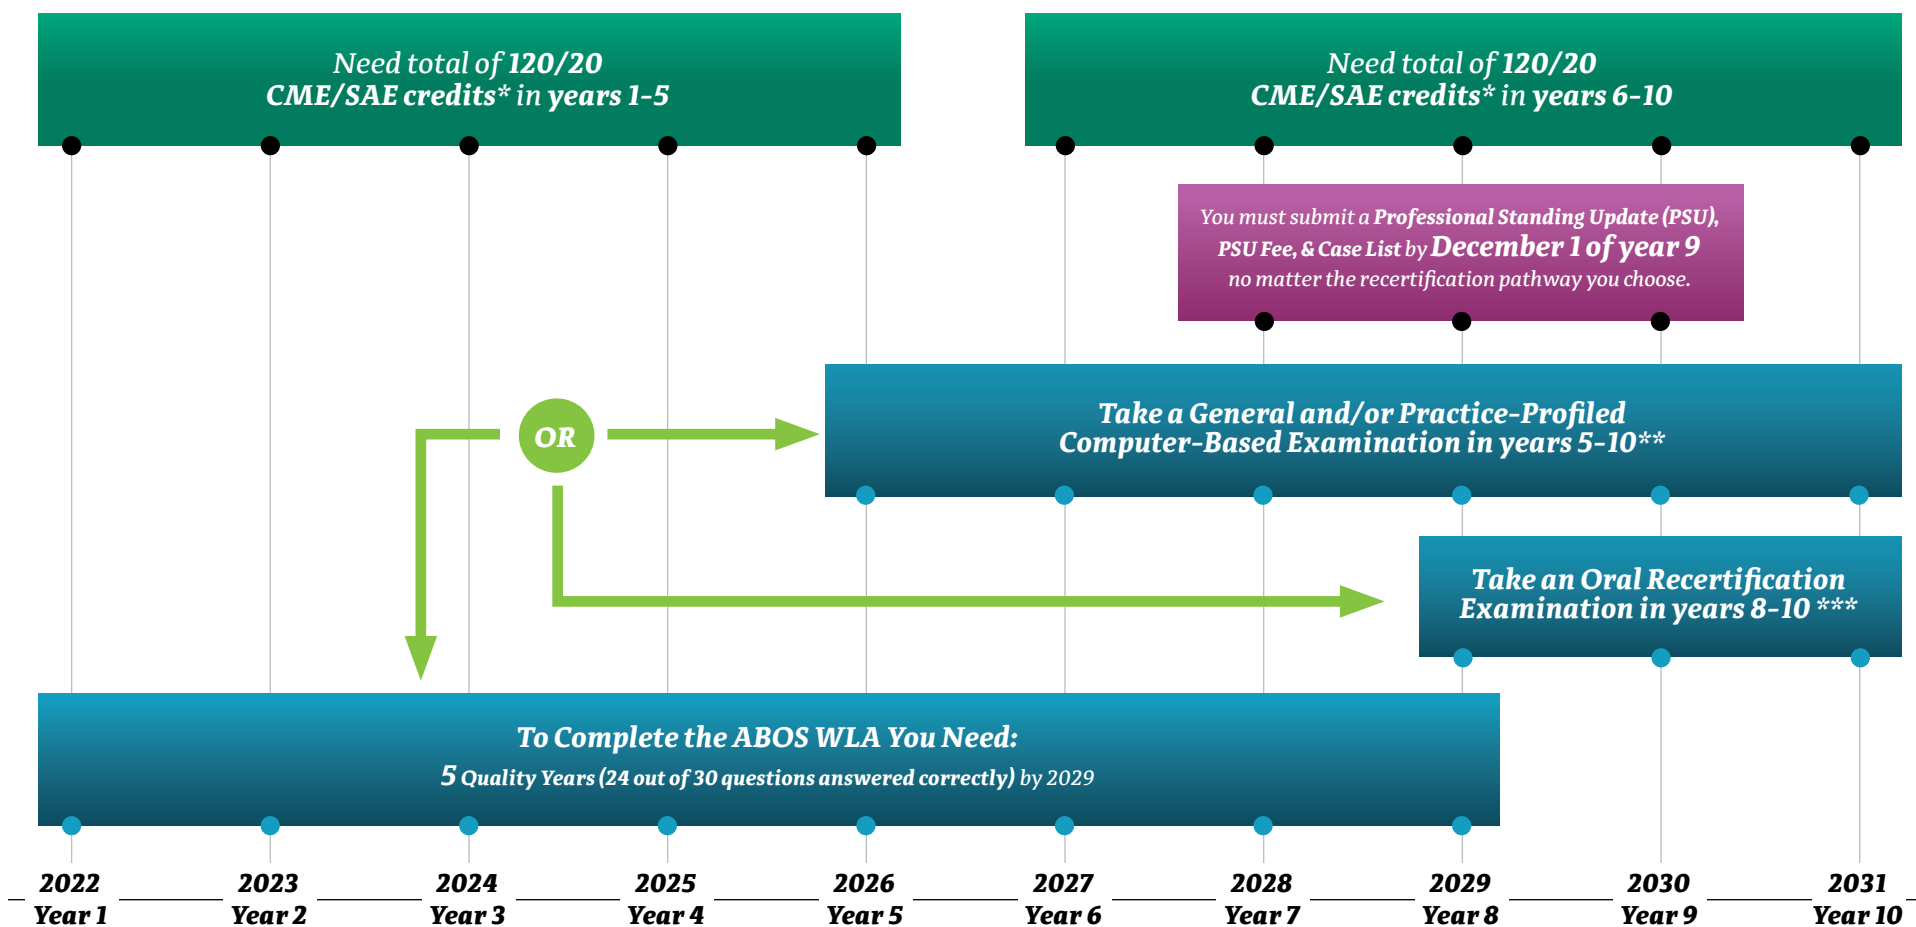 Need total of 120/20
CME/SAE credits* in years 1-5
Need total of 120/20
CME/SAE credits* in years 6-10
You must submit a Professional Standing Update (PSU),
PSU Fee, & Case List by December 1 of year 9
no matter the recertification pathway you choose.
OR
Take a General and/or Practice-Profiled
Computer-Based Examination in years 5-10**
Take an Oral Recertification
Examination in years 8-10 ***
To Complete the ABOS WLA You Need:
5 Quality Years (24 out of 30 questions answered correctly) by 2029
2022 2023 2024 2025 2026 2027 2028 2029 2030 2031
Year 1 Year 2 Year 3 Year 4 Year 5 Year 6 Year 7 Year 8 Year 9 Year 10